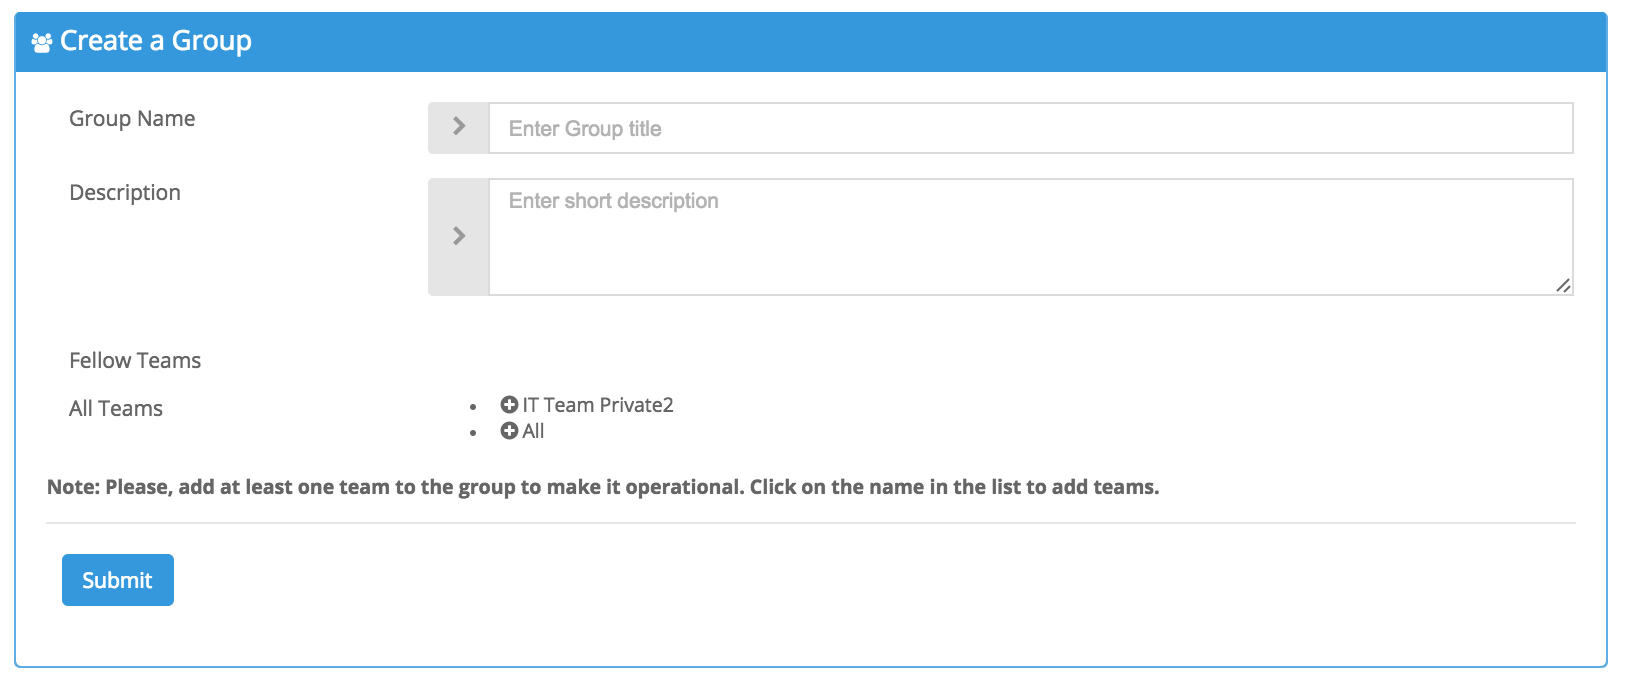 Create a Group
Group Name
Enter Group title
Description
Enter short description
Fellow Teams
All Teams
IT Team Private2
All
Note: Please, add at least one team to the group to make it operational. Click on the name in the list to add teams.
Submit